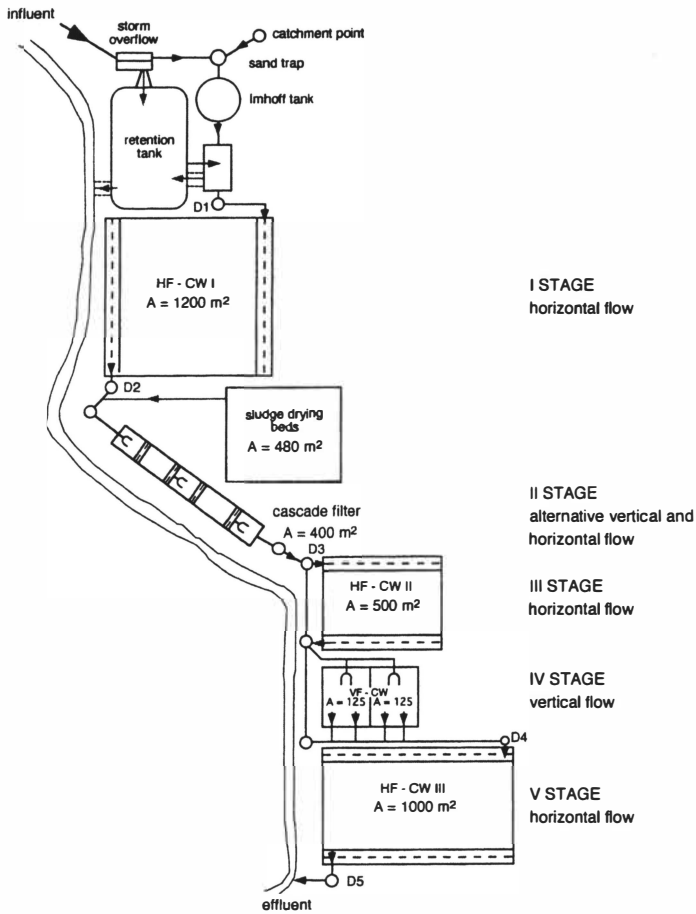 influent
storm
overflow
catchment point
sand trap
Imhoff tank
retention
tank
D1
HF - CW I
A = 1200 m²
I STAGE
horizontal flow
D2
sludge drying
beds
A = 480 m²
cascade filter
A = 400 m²
II STAGE
alternative vertical and
horizontal flow
D3
HF - CW II
A = 500 m²
III STAGE
horizontal flow
VF - CW
A = 125 A = 125
IV STAGE
vertical flow
D4
HF - CW III
A = 1000 m²
V STAGE
horizontal flow
D5
effluent